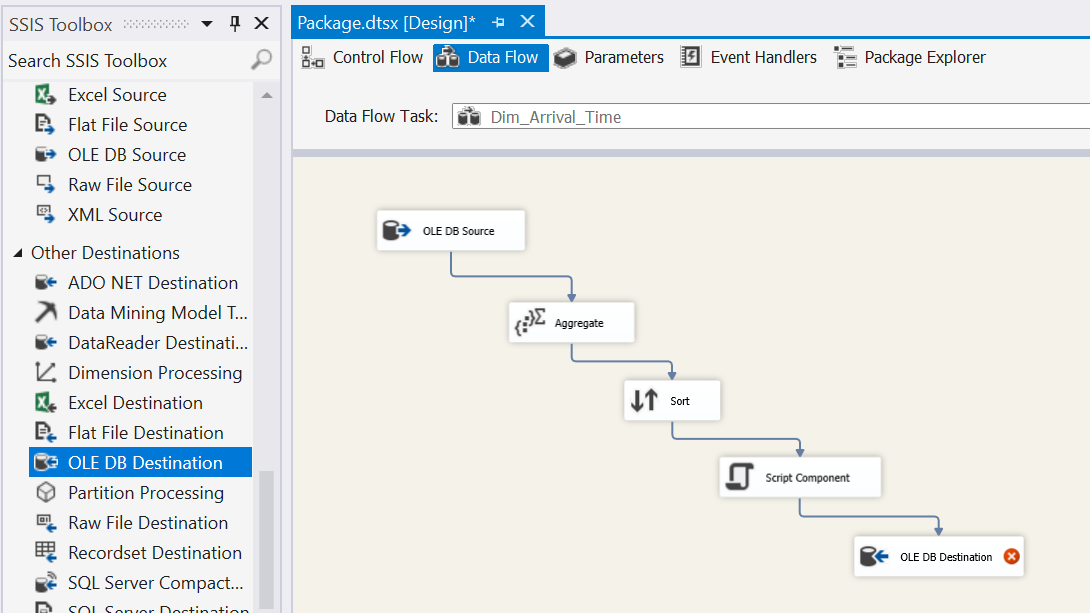 SSIS Toolbox
Search SSIS Toolbox
Excel Source
Flat File Source
OLE DB Source
Raw File Source
XML Source
Other Destinations
ADO NET Destination
Data Mining Model T...
DataReader Destinati...
Dimension Processing
Excel Destination
Flat File Destination
OLE DB Destination
Partition Processing
Raw File Destination
Recordset Destination
SQL Server Compact...
SQL Server Destination
Package.dtsx [Design]*
Control Flow
Data Flow
Parameters
Event Handlers
Package Explorer
Data Flow Task:
Dim_Arrival_Time
OLE DB Source
Aggregate
Sort
Script Component
OLE DB Destination